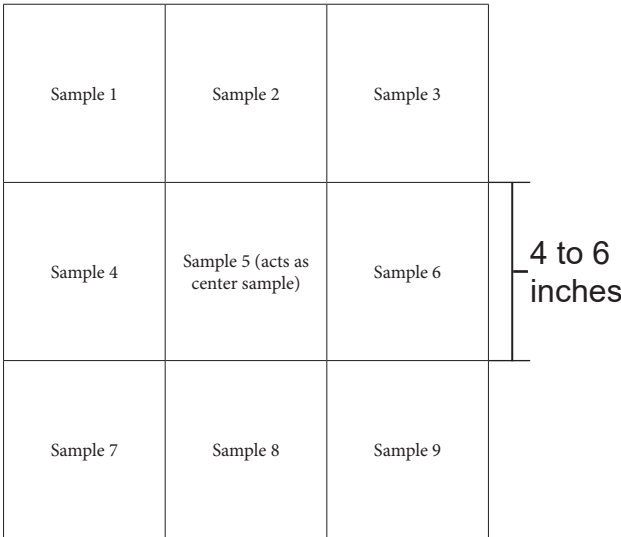 Sample 1
Sample 2
Sample 3
Sample 4
Sample 5 (acts as
center sample)
Sample 6
4 to 6
inches
Sample 7
Sample 8
Sample 9